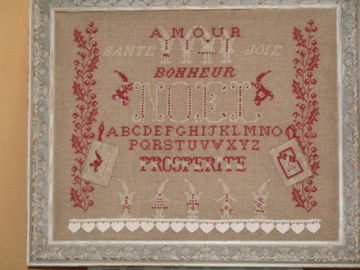 AMOUR
SANTE JOIE
BONHEUR
NOEL
ABCDEFGHIJKLMNO
PQRSTUVWXYZ
PROSPERITE